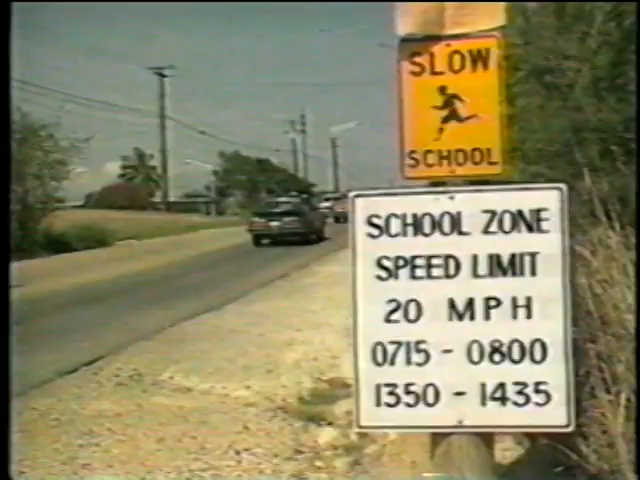 SLOW
SCHOOL
SCHOOL ZONE
SPEED LIMIT
20 MPH
0715 - 0800
1350 - 1435